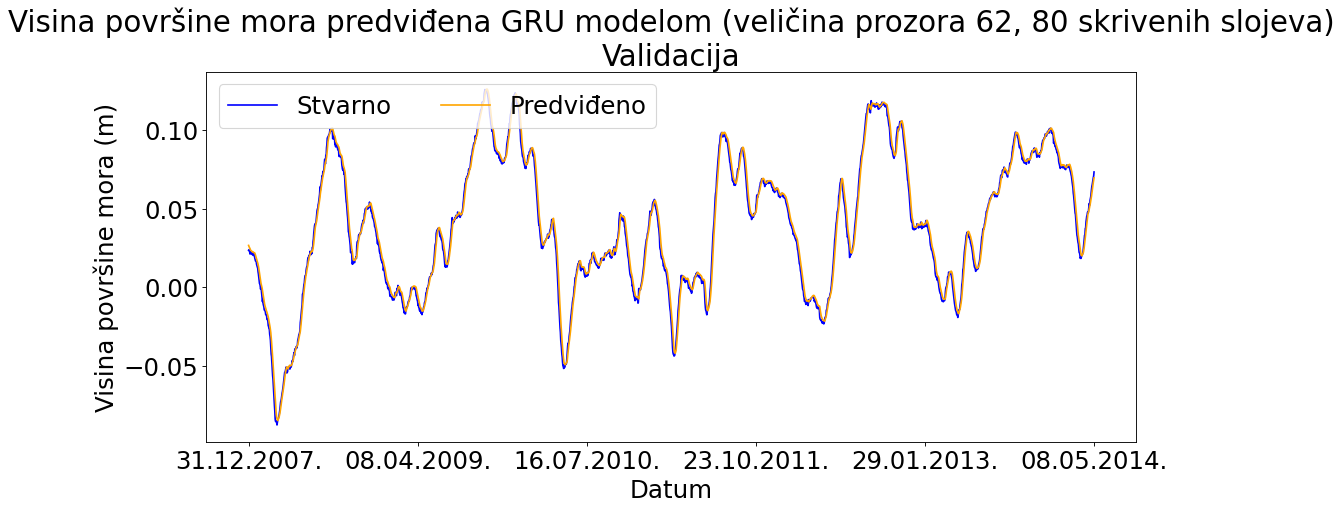 Visina površine mora predviđena GRU modelom (veličina prozora 62, 80 skrivenih slojeva)
Validacija
Stvarno Predviđeno
Visina površine mora (m)
0.10
0.05
0.00
−0.05
31.12.2007. 08.04.2009. 16.07.2010. 23.10.2011. 29.01.2013. 08.05.2014.
Datum